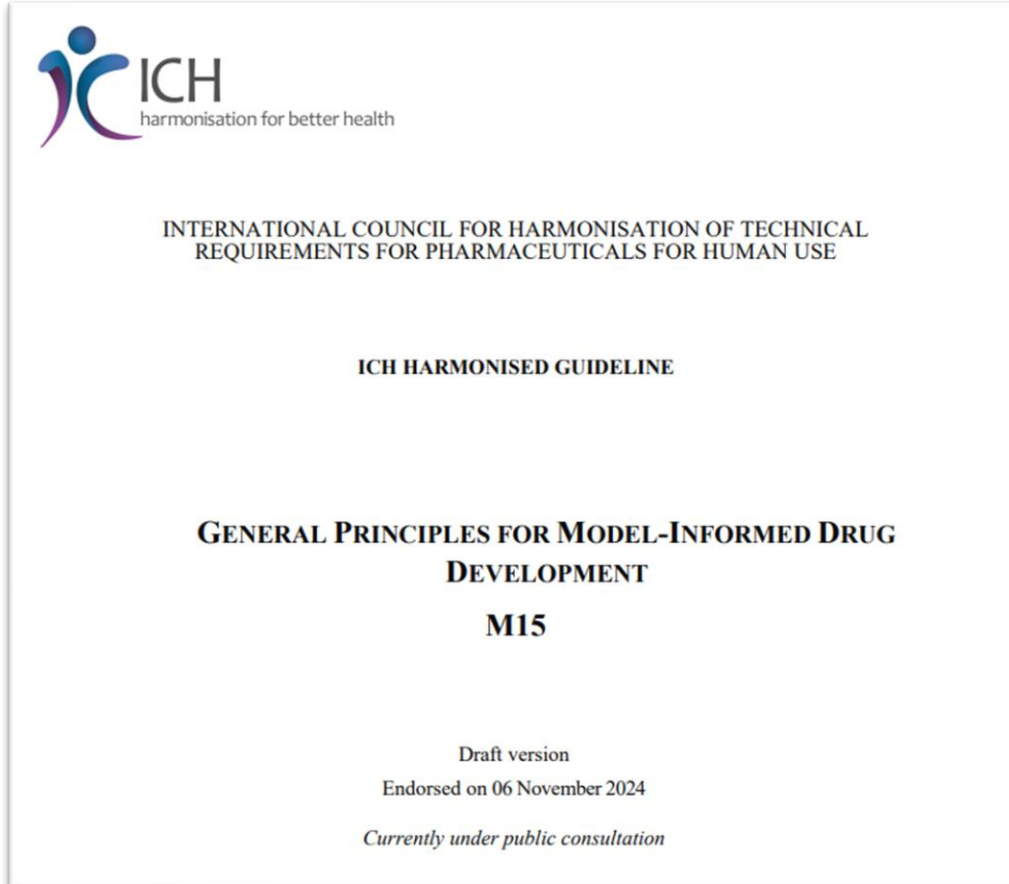 ICH
harmonisation for better health
INTERNATIONAL COUNCIL FOR HARMONISATION OF TECHNICAL
REQUIREMENTS FOR PHARMACEUTICALS FOR HUMAN USE
ICH HARMONISED GUIDELINE
GENERAL PRINCIPLES FOR MODEL-INFORMED DRUG
DEVELOPMENT
M15
Draft version
Endorsed on 06 November 2024
Currently under public consultation